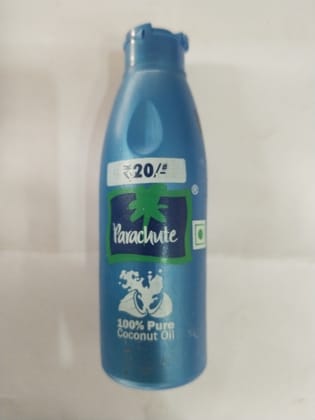 ₹20/#
®
Parachute
100% Pure
Coconut Oil